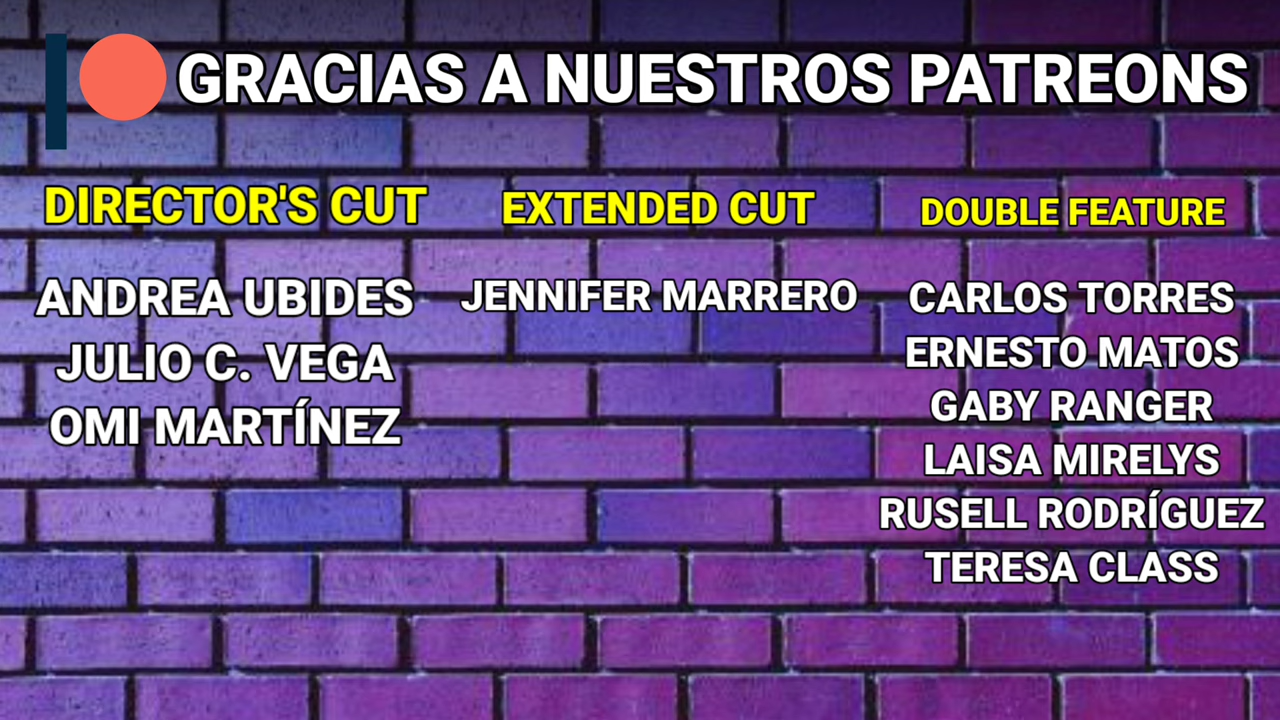 GRACIAS A NUESTROS PATREONS
DIRECTOR'S CUT
ANDREA UBIDES
JULIO C. VEGA
OMI MARTÍNEZ
EXTENDED CUT
JENNIFER MARRERO
DOUBLE FEATURE
CARLOS TORRES
ERNESTO MATOS
GABY RANGER
LAISA MIRELYS
RUSELL RODRÍGUEZ
TERESA CLASS